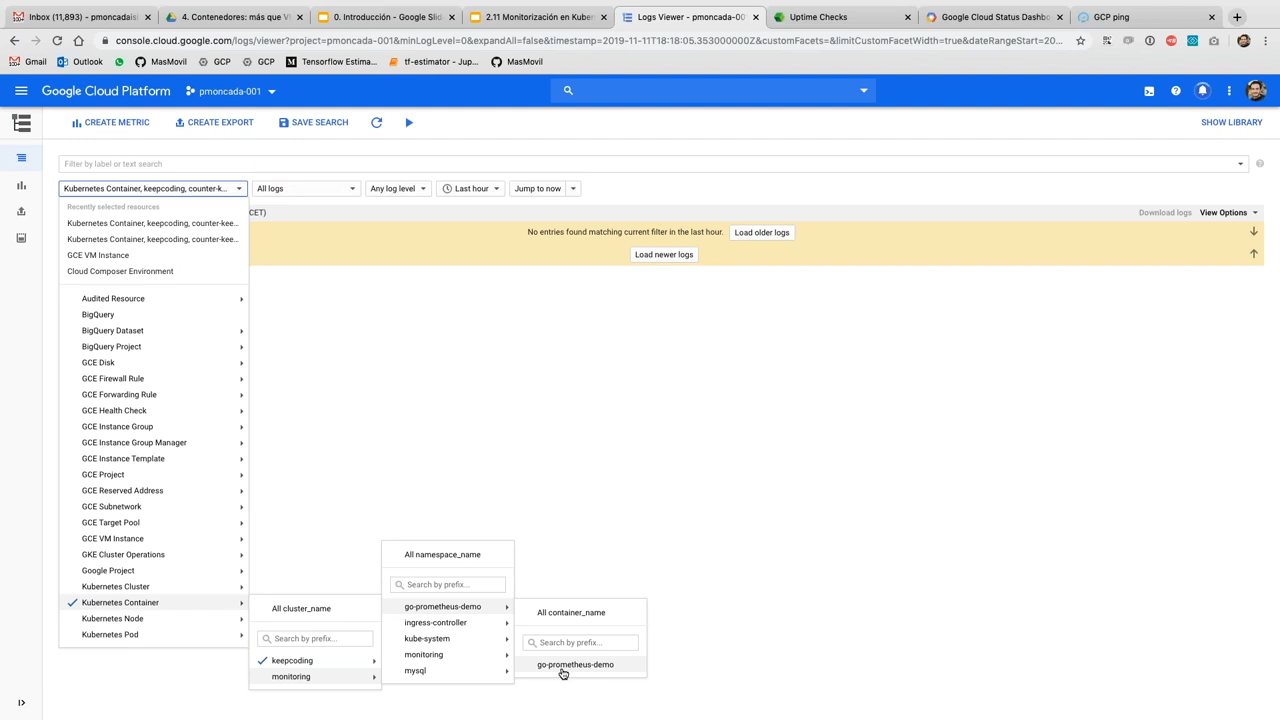 Inbox (11,893) - pmoncadaisl
4. Contenedores: más que VM
0. Introducción - Google Slid
2.11 Monitorización en Kuber
Logs Viewer - pmoncada-001
Uptime Checks
Google Cloud Status Dashbo
GCP ping
console.cloud.google.com/logs/viewer?project=pmoncada-001&minLogLevel=0&expandAll=false&timestamp=2019-11-11T18:18:05.353000000Z&customFacets=&limitCustomFacetWidth=true&dateRangeStart=20...
Gmail
Outlook
MasMovil
GCP
GCP
Tensorflow Estima...
tf-estimator - Jup...
MasMovil
Google Cloud Platform
pmoncada-001
CREATE METRIC
CREATE EXPORT
SAVE SEARCH
SHOW LIBRARY
Filter by label or text search
Kubernetes Container, keepcoding, counter-k...
All logs
Any log level
Last hour
Jump to now
Recently selected resources
CET)
Download logs
View Options
Kubernetes Container, keepcoding, counter-kee...
No entries found matching current filter in the last hour.
Load older logs
Kubernetes Container, keepcoding, counter-kee...
GCE VM Instance
Load newer logs
Cloud Composer Environment
Audited Resource
BigQuery
BigQuery Dataset
BigQuery Project
GCE Disk
GCE Firewall Rule
GCE Forwarding Rule
GCE Health Check
GCE Instance Group
GCE Instance Group Manager
GCE Instance Template
GCE Project
GCE Reserved Address
GCE Subnetwork
GCE Target Pool
GCE VM Instance
GKE Cluster Operations
Google Project
Kubernetes Cluster
Kubernetes Container
Kubernetes Node
Kubernetes Pod
All cluster_name
Search by prefix...
keepcoding
monitoring
All namespace_name
Search by prefix...
go-prometheus-demo
ingress-controller
kube-system
monitoring
mysql
All container_name
Search by prefix...
go-prometheus-demo